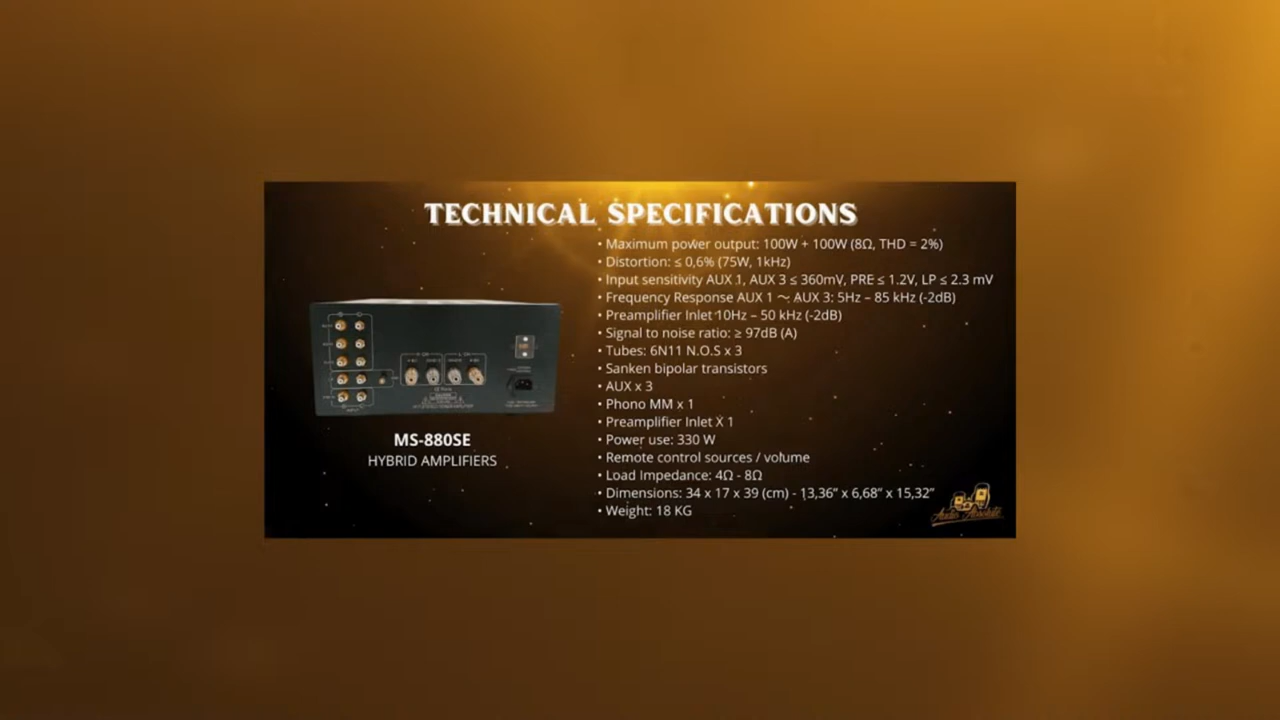 TECHNICAL SPECIFICATIONS
• Maximum power output: 100W + 100W (8Ω, THD = 2%)
• Distortion: ≤ 0,6% (75W, 1kHz)
• Input sensitivity AUX 1, AUX 3 ≤ 360mV, PRE ≤ 1.2V, LP ≤ 2.3 mV
• Frequency Response AUX 1 ～ AUX 3: 5Hz – 85 kHz (-2dB)
• Preamplifier Inlet 10Hz – 50 kHz (-2dB)
• Signal to noise ratio: ≥ 97dB (A)
• Tubes: 6N11 N.O.S x 3
• Sanken bipolar transistors
• AUX x 3
• Phono MM x 1
• Preamplifier Inlet X 1
• Power use: 330 W
• Remote control sources / volume
• Load Impedance: 4Ω - 8Ω
• Dimensions: 34 x 17 x 39 (cm) - 13,36” x 6,68” x 15,32”
• Weight: 18 KG
MS-880SE
HYBRID AMPLIFIERS
Audio Absolute